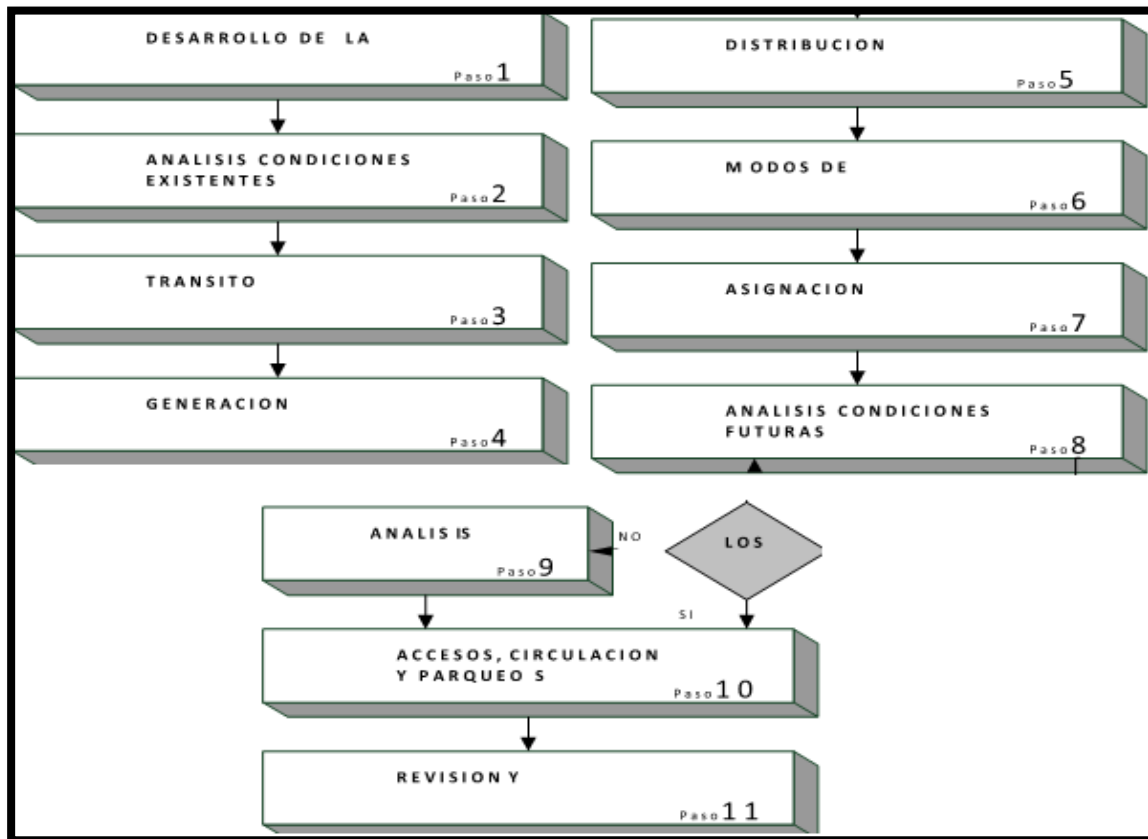 DESARROLLO DE LA
Paso 1
ANALISIS CONDICIONES
EXISTENTES
Paso 2
TRANSITO
Paso 3
GENERACION
Paso 4
DISTRIBUCION
Paso 5
MODOS DE
Paso 6
ASIGNACION
Paso 7
ANALISIS CONDICIONES
FUTURAS
Paso 8
ANALISIS
Paso 9
NO
LOS
SI
ACCESOS, CIRCULACION
Y PARQUEO S
Paso 10
REVISION Y
Paso 11